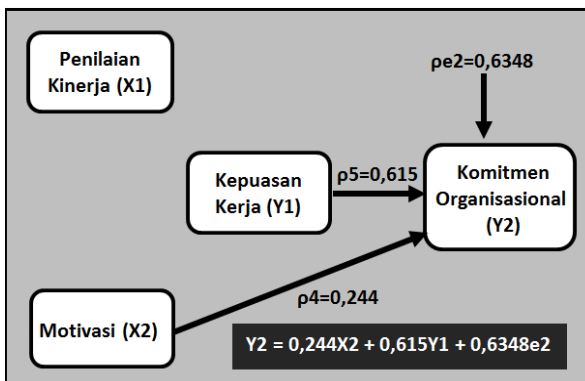 Penilaian
Kinerja (X1)
ρe2=0,6348
Kepuasan
Kerja (Y1)
ρ5=0,615
Komitmen
Organisasional
(Y2)
ρ4=0,244
Motivasi (X2)
Y2 = 0,244X2 + 0,615Y1 + 0,6348e2